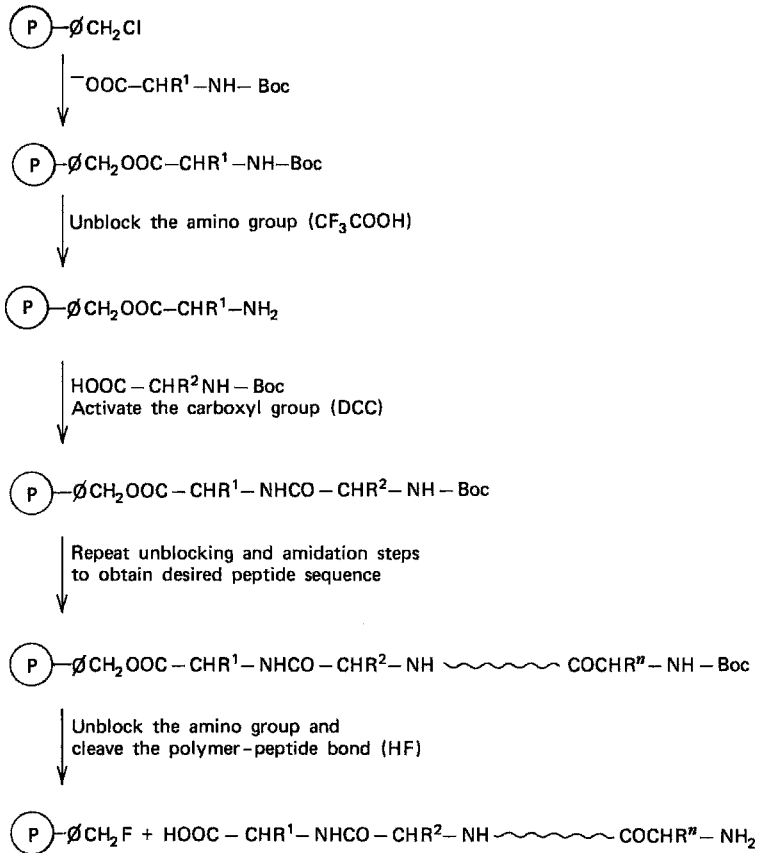 P–ØCH₂Cl
⁻OOC–CHR¹–NH–Boc
P–ØCH₂OOC–CHR¹–NH–Boc
Unblock the amino group (CF₃COOH)
P–ØCH₂OOC–CHR¹–NH₂
HOOC–CHR²NH–Boc
Activate the carboxyl group (DCC)
P–ØCH₂OOC–CHR¹–NHCO–CHR²–NH–Boc
Repeat unblocking and amidation steps
to obtain desired peptide sequence
P–ØCH₂OOC–CHR¹–NHCO–CHR²–NH 〰 COCHRⁿ–NH–Boc
Unblock the amino group and
cleave the polymer–peptide bond (HF)
P–ØCH₂F + HOOC–CHR¹–NHCO–CHR²–NH 〰 COCHRⁿ–NH₂